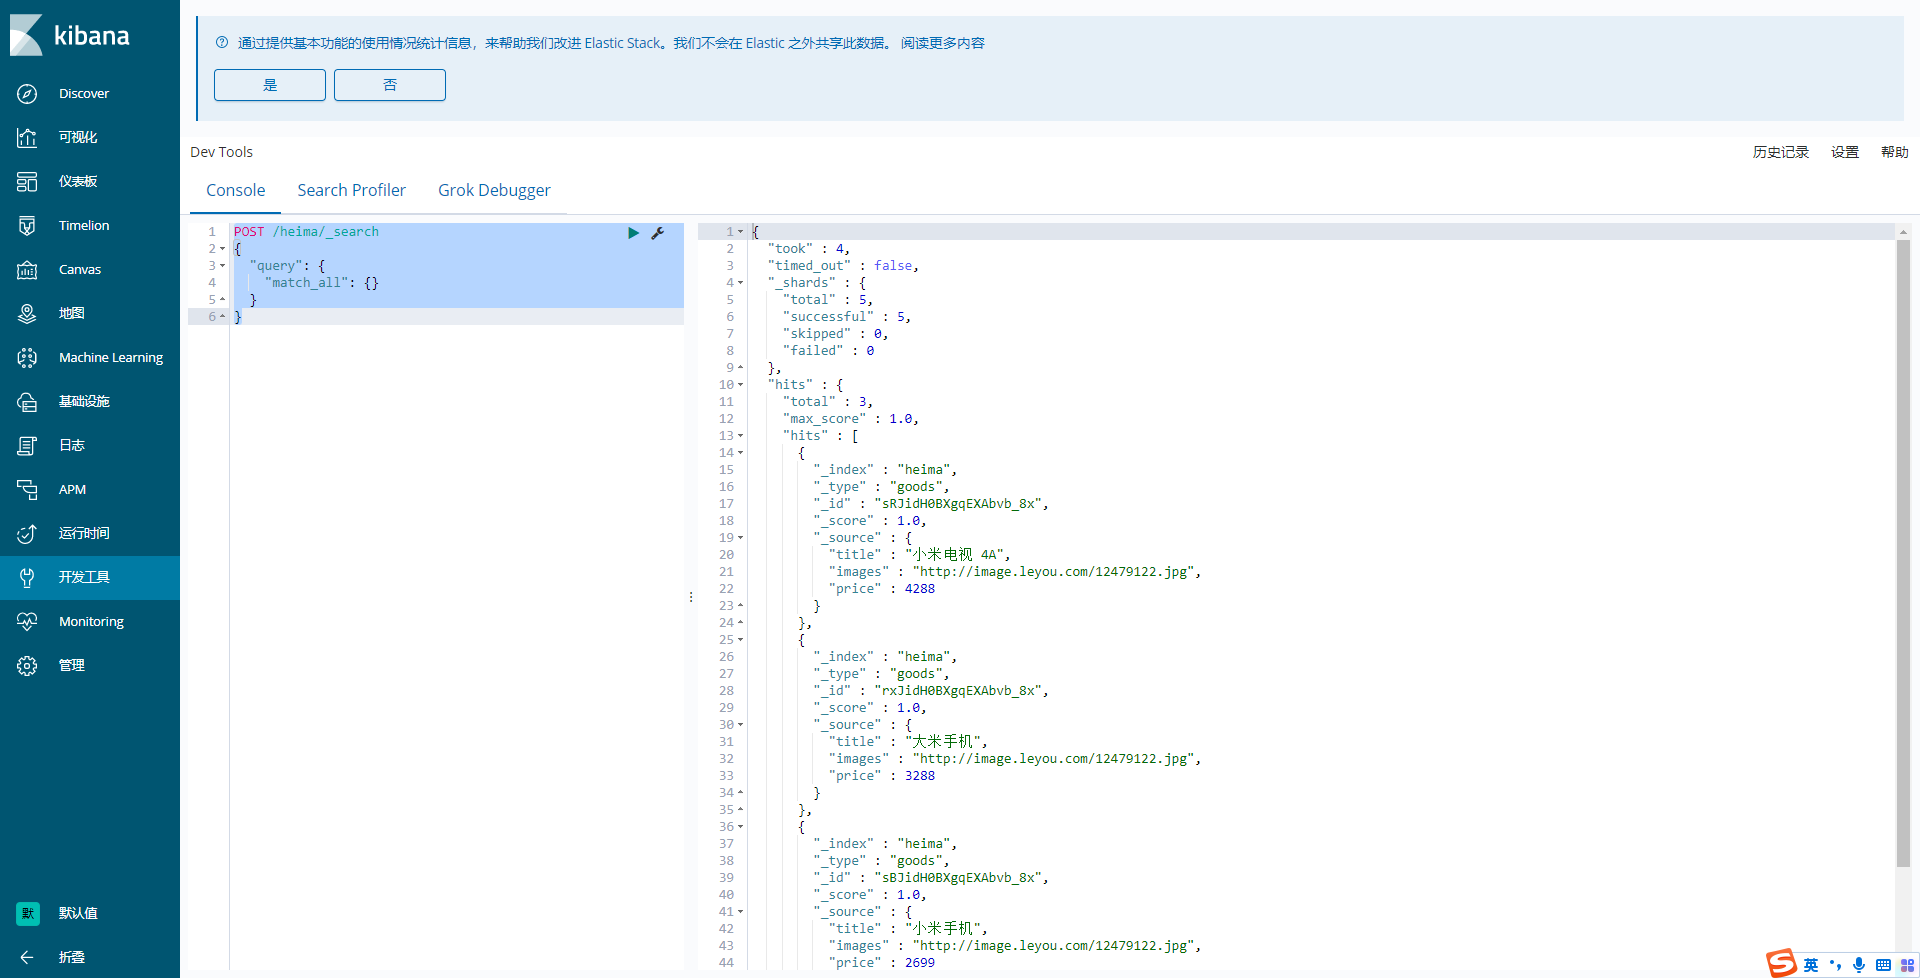 kibana
Discover
可视化
仪表板
Timelion
Canvas
地图
Machine Learning
基础设施
日志
APM
运行时间
开发工具
Monitoring
管理
默 默认值
折叠
通过提供基本功能的使用情况统计信息，来帮助我们改进 Elastic Stack。我们不会在 Elastic 之外共享此数据。 阅读更多内容
是 否
Dev Tools
历史记录 设置 帮助
Console Search Profiler Grok Debugger
1 POST /heima/_search
2 {
3 "query": {
4 "match_all": {}
5 }
6 }
1 {
2 "took" : 4,
3 "timed_out" : false,
4 "_shards" : {
5 "total" : 5,
6 "successful" : 5,
7 "skipped" : 0,
8 "failed" : 0
9 },
10 "hits" : {
11 "total" : 3,
12 "max_score" : 1.0,
13 "hits" : [
14 {
15 "_index" : "heima",
16 "_type" : "goods",
17 "_id" : "sRJidH0BXgqEXAbvb_8x",
18 "_score" : 1.0,
19 "_source" : {
20 "title" : "小米电视 4A",
21 "images" : "http://image.leyou.com/12479122.jpg",
22 "price" : 4288
23 }
24 },
25 {
26 "_index" : "heima",
27 "_type" : "goods",
28 "_id" : "rxJidH0BXgqEXAbvb_8x",
29 "_score" : 1.0,
30 "_source" : {
31 "title" : "大米手机",
32 "images" : "http://image.leyou.com/12479122.jpg",
33 "price" : 3288
34 }
35 },
36 {
37 "_index" : "heima",
38 "_type" : "goods",
39 "_id" : "sBJidH0BXgqEXAbvb_8x",
40 "_score" : 1.0,
41 "_source" : {
42 "title" : "小米手机",
43 "images" : "http://image.leyou.com/12479122.jpg",
44 "price" : 2699
英